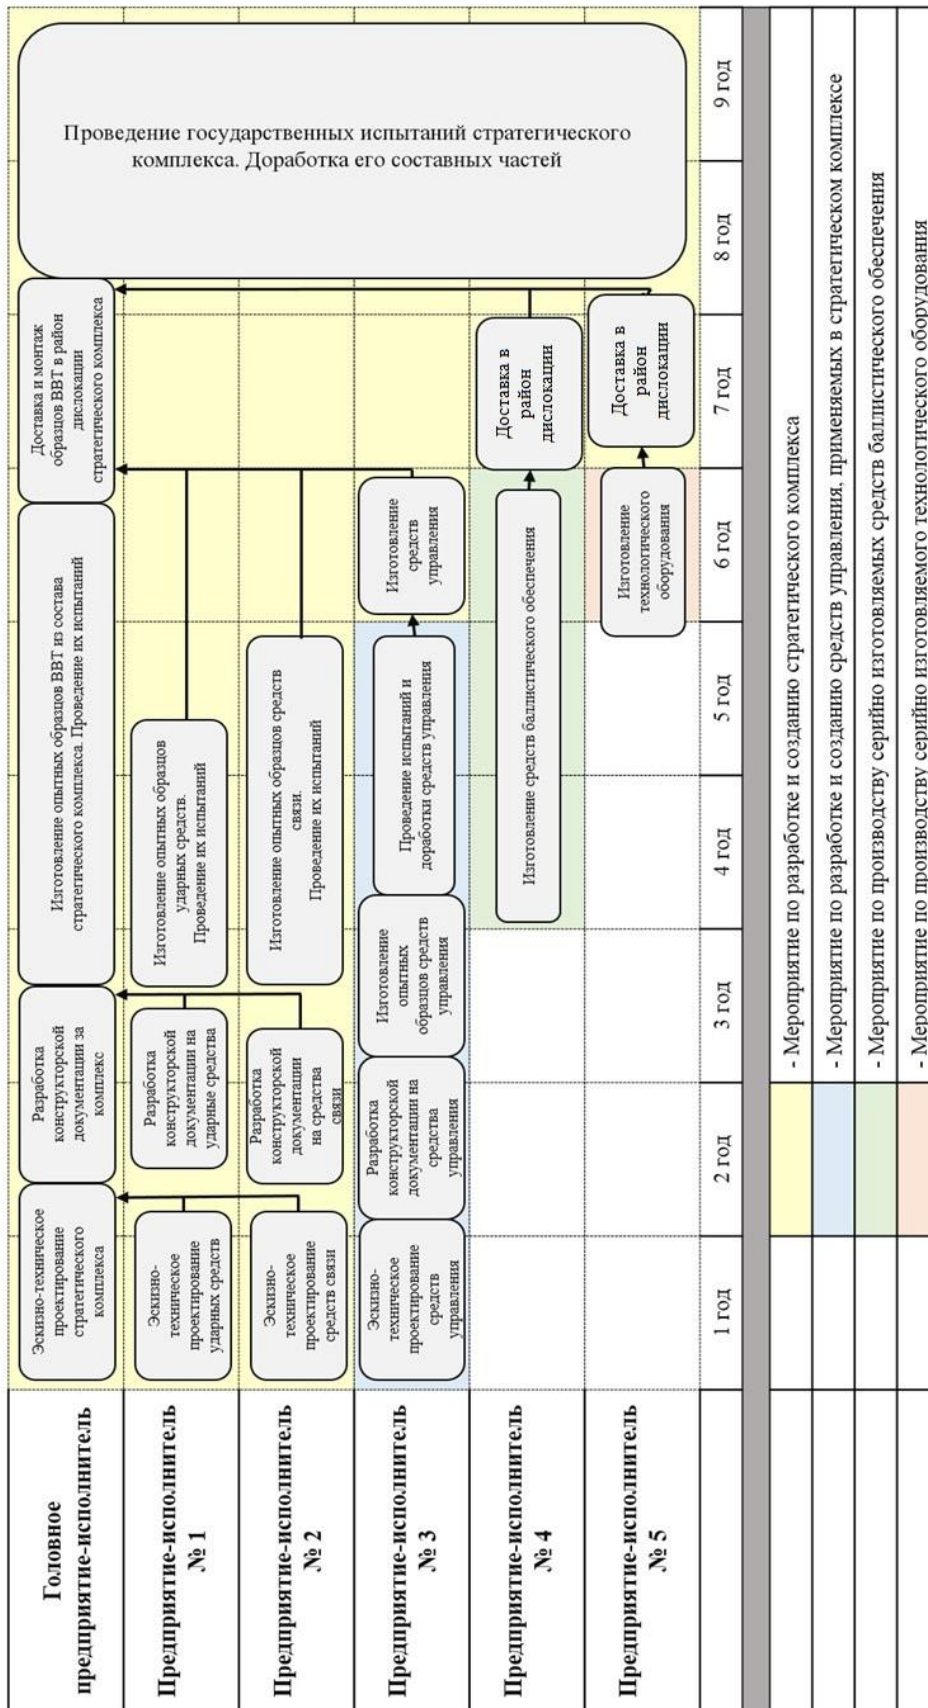 Головное
предприятие-исполнитель
Эскизно-техническое
проектирование
стратегического
комплекса
Разработка
конструкторской
документации за
комплекс
Изготовление опытных образцов ВВТ из состава
стратегического комплекса. Проведение их испытаний
Доставка и монтаж
образцов ВВТ в район
дислокации
стратегического комплекса
Проведение государственных испытаний стратегического
комплекса. Доработка его составных частей
Предприятие-исполнитель
№ 1
Эскизно-
техническое
проектирование
ударных средств
Разработка
конструкторской
документации на
ударные средства
Изготовление опытных образцов
ударных средств.
Проведение их испытаний
Предприятие-исполнитель
№ 2
Эскизно-
техническое
проектирование
средств связи
Разработка
конструкторской
документации
на средства
связи
Изготовление опытных образцов средств
связи.
Проведение их испытаний
Предприятие-исполнитель
№ 3
Эскизно-
техническое
проектирование
средств
управления
Разработка
конструкторской
документации на
средства
управления
Изготовление
опытных
образцов средств
управления
Проведение испытаний и
доработки средств управления
Изготовление
средств
управления
Предприятие-исполнитель
№ 4
Изготовление средств баллистического обеспечения
Доставка в
район
дислокации
Предприятие-исполнитель
№ 5
Изготовление
технологического
оборудования
Доставка в
район
дислокации
1 год
2 год
3 год
4 год
5 год
6 год
7 год
8 год
9 год
- Мероприятие по разработке и созданию стратегического комплекса
- Мероприятие по разработке и созданию средств управления, применяемых в стратегическом комплексе
- Мероприятие по производству серийно изготовляемых средств баллистического обеспечения
- Мероприятие по производству серийно изготовляемого технологического оборудования